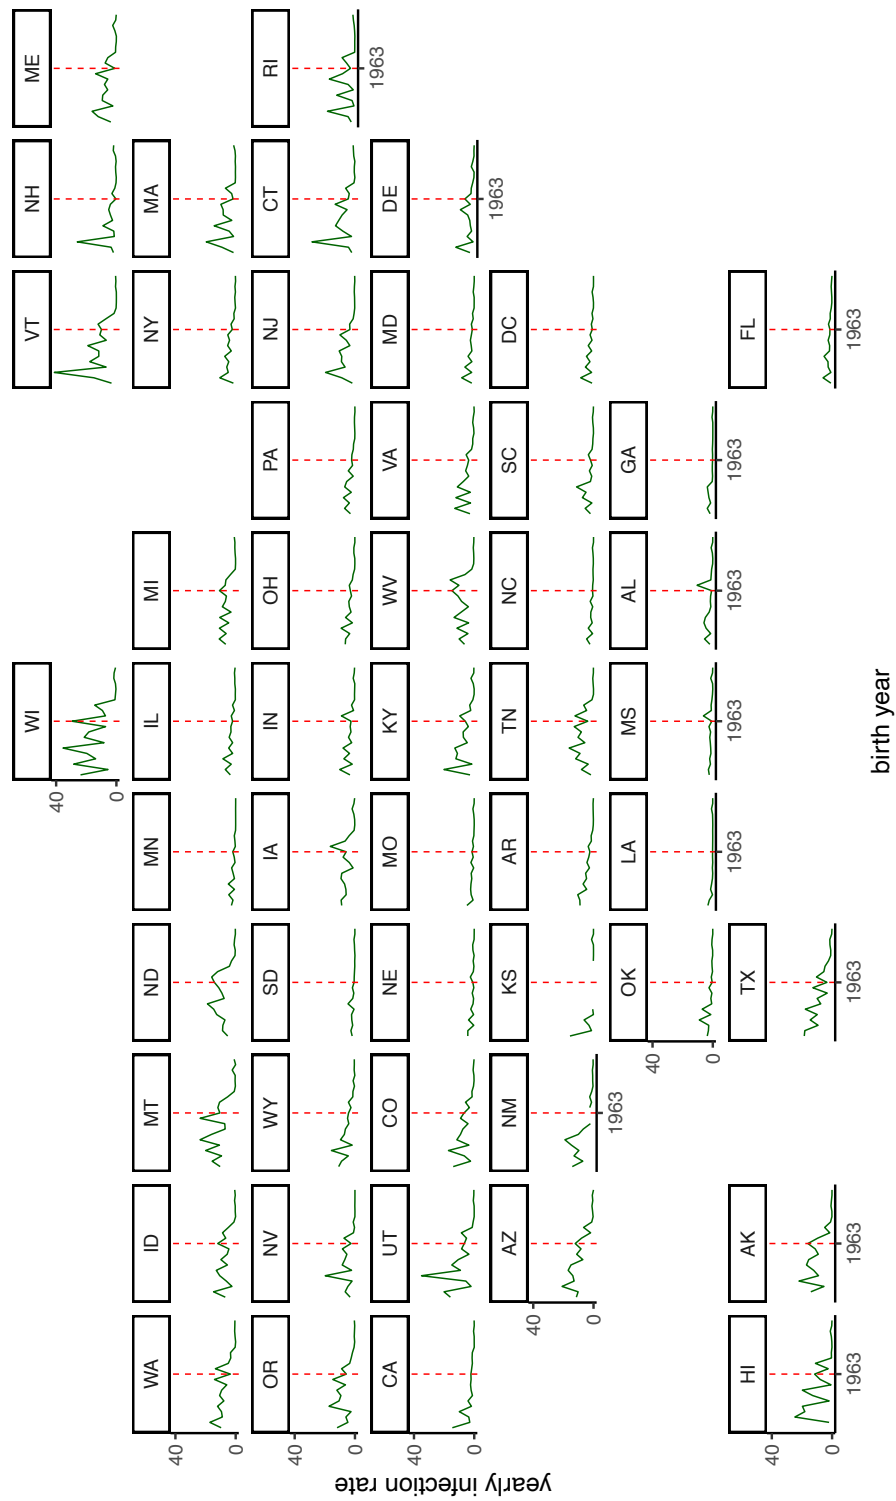 WI VT NH ME
40
0
WA ID MT ND MN IL MI NY MA
40
0
OR NV WY SD IA IN OH PA NJ CT RI
40
0
1963
CA UT CO NE MO KY WV VA MD DE
40
0
1963
AZ NM KS AR TN NC SC DC
40
0
1963
OK LA MS AL GA
40
0
1963 1963 1963 1963
HI AK TX FL
40
0
1963 1963 1963 1963
birth year
yearly infection rate